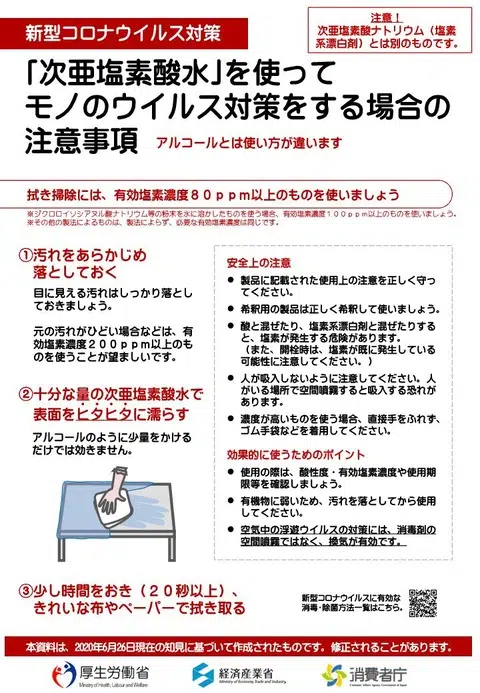 新型コロナウイルス対策
注意！
次亜塩素酸ナトリウム（塩素
系漂白剤）とは別のものです。
「次亜塩素酸水」を使って
モノのウイルス対策をする場合の
注意事項 アルコールとは使い方が違います
拭き掃除には、有効塩素濃度８０ｐｐｍ以上のものを使いましょう
※ジクロロイソシアヌル酸ナトリウム等の粉末を水に溶かしたものを使う場合、有効塩素濃度１００ｐｐｍ以上のものを使いましょう。
※その他の製法によるものは、製法によらず、必要な有効塩素濃度は同じです。
①汚れをあらかじめ
落としておく
目に見える汚れはしっかり落とし
ておきましょう。
元の汚れがひどい場合などは、有
効塩素濃度２００ｐｐｍ以上のも
のを使うことが望ましいです。
②十分な量の次亜塩素酸水で
表面をヒタヒタに濡らす
アルコールのように少量をかける
だけでは効きません。
③少し時間をおき（２０秒以上）、
きれいな布やペーパーで拭き取る
安全上の注意
● 製品に記載された使用上の注意を正しく守っ
てください。
● 希釈用の製品は正しく希釈して使いましょう。
● 酸と混ぜたり、塩素系漂白剤と混ぜたりする
と、塩素が発生する危険があります。
（また、開栓時は、塩素が既に発生している
可能性に注意してください。）
● 人が吸入しないように注意してください。人
がいる場所で空間噴霧すると吸入する恐れが
あります。
● 濃度が高いものを使う場合、直接手をふれず、
ゴム手袋などを着用してください。
効果的に使うためのポイント
● 使用の際は、酸性度・有効塩素濃度や使用期
限等を確認しましょう。
● 有機物に弱いため、汚れを落としてから使用
してください。
● 空気中の浮遊ウイルスの対策には、消毒剤の
空間噴霧ではなく、換気が有効です。
新型コロナウイルスに有効な
消毒・除菌方法一覧はこちら。
本資料は、2020年6月26日現在の知見に基づいて作成されたものです。修正されることがあります。
厚生労働省
Ministry of Health, Labour and Welfare
経済産業省
Ministry of Economy, Trade and Industry
消費者庁
Consumer Affairs Agency, Government of Japan